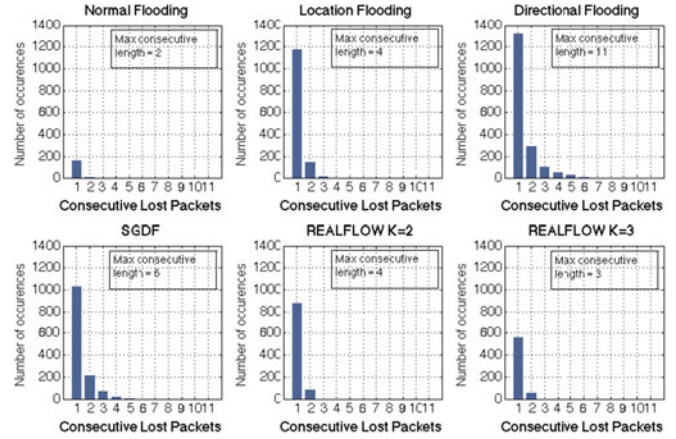 Normal Flooding
Number of occurences
1400
1200
1000
800
600
400
200
0
Max consecutive
length = 2
1 2 3 4 5 6 7 8 9 10 11
Consecutive Lost Packets
Location Flooding
Number of occurences
1400
1200
1000
800
600
400
200
0
Max consecutive
length = 4
1 2 3 4 5 6 7 8 9 10 11
Consecutive Lost Packets
Directional Flooding
Number of occurences
1400
1200
1000
800
600
400
200
0
Max consecutive
length = 11
1 2 3 4 5 6 7 8 9 10 11
Consecutive Lost Packets
SGDF
Number of occurences
1400
1200
1000
800
600
400
200
0
Max consecutive
length = 6
1 2 3 4 5 6 7 8 9 10 11
Consecutive Lost Packets
REALFLOW K=2
Number of occurences
1400
1200
1000
800
600
400
200
0
Max consecutive
length = 4
1 2 3 4 5 6 7 8 9 10 11
Consecutive Lost Packets
REALFLOW K=3
Number of occurences
1400
1200
1000
800
600
400
200
0
Max consecutive
length = 3
1 2 3 4 5 6 7 8 9 10 11
Consecutive Lost Packets